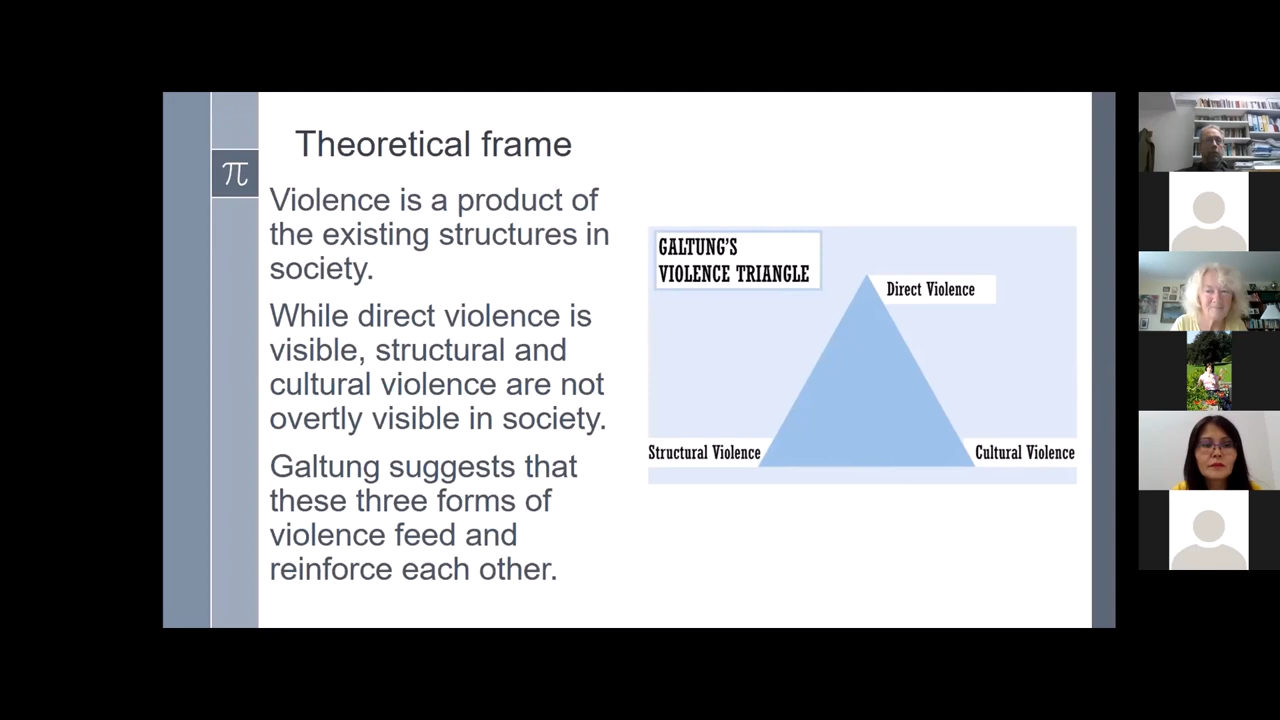 Theoretical frame
π
Violence is a product of
the existing structures in
society.
While direct violence is
visible, structural and
cultural violence are not
overtly visible in society.
Galtung suggests that
these three forms of
violence feed and
reinforce each other.
GALTUNG'S
VIOLENCE TRIANGLE
Direct Violence
Structural Violence
Cultural Violence